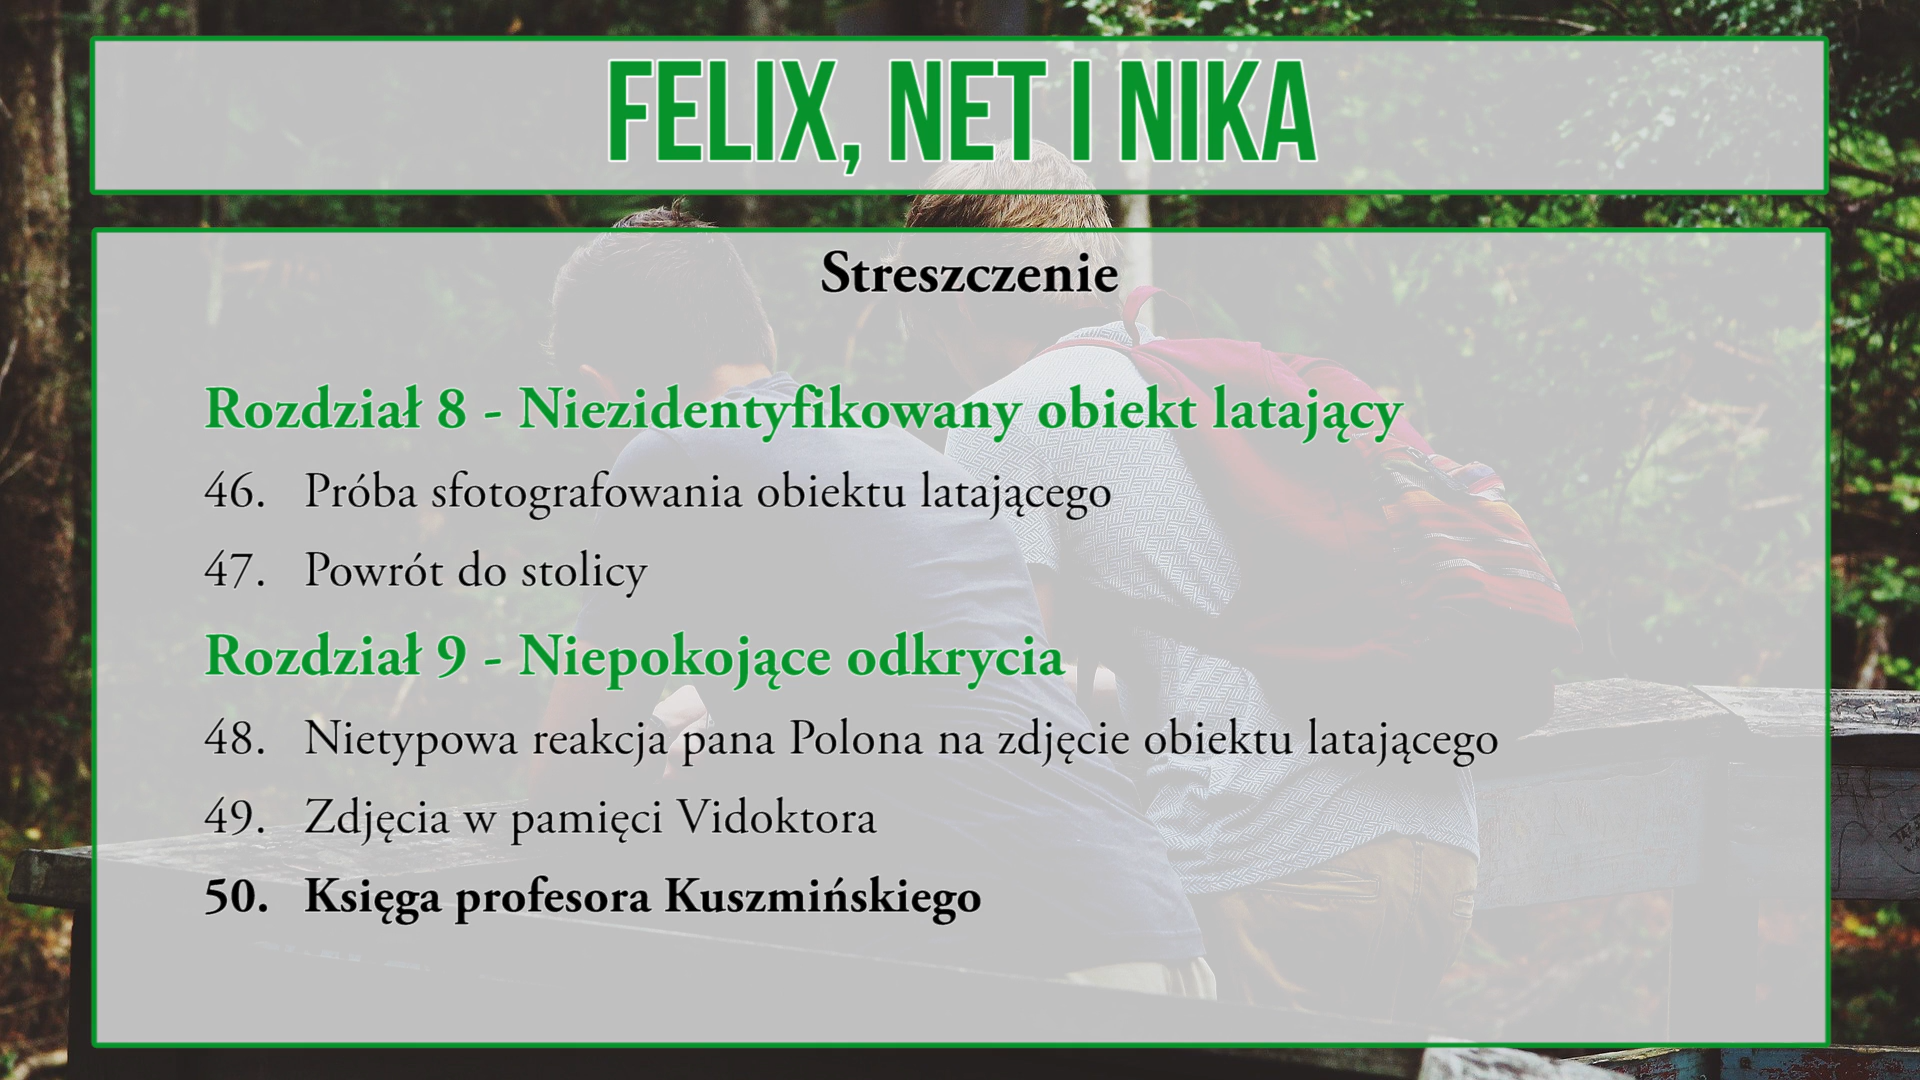 FELIX, NET I NIKA
Streszczenie
Rozdział 8 - Niezidentyfikowany obiekt latający
46. Próba sfotografowania obiektu latającego
47. Powrót do stolicy
Rozdział 9 - Niepokojące odkrycia
48. Nietypowa reakcja pana Polona na zdjęcie obiektu latającego
49. Zdjęcia w pamięci Vidoktora
50. Księga profesora Kuszmińskiego